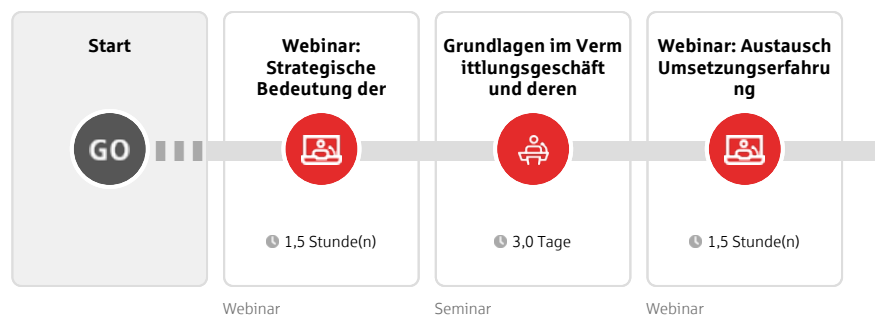 Start
GO
Webinar:
Strategische
Bedeutung der
1,5 Stunde(n)
Webinar
Grundlagen im Verm
ittlungsgeschäft
und deren
3,0 Tage
Seminar
Webinar: Austausch
Umsetzungserfahru
ng
1,5 Stunde(n)
Webinar